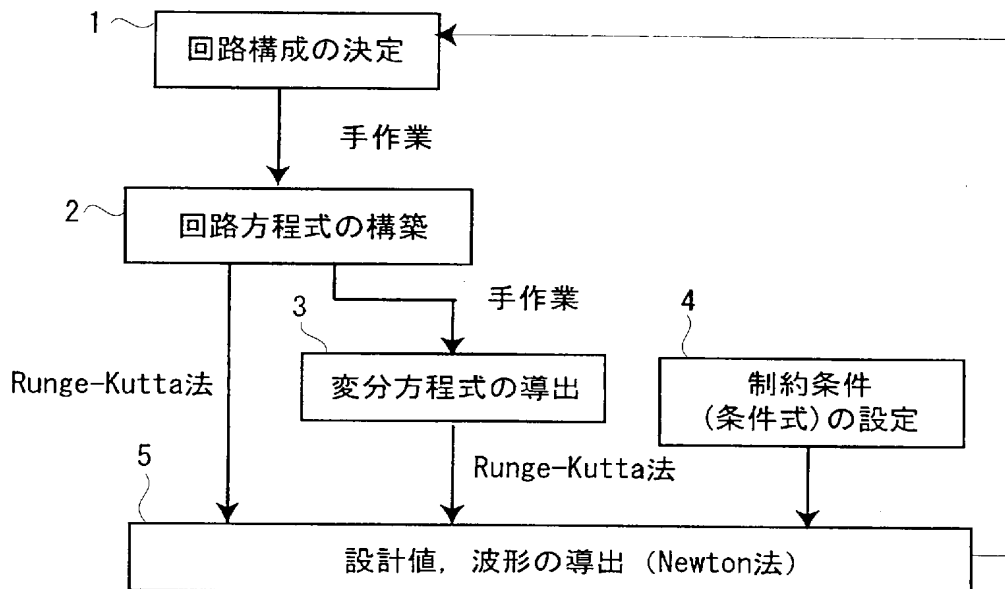 1
回路構成の決定
手作業
2
回路方程式の構築
手作業
3
4
Runge-Kutta法
変分方程式の導出
制約条件
(条件式)の設定
5
Runge-Kutta法
設計値, 波形の導出 (Newton法)